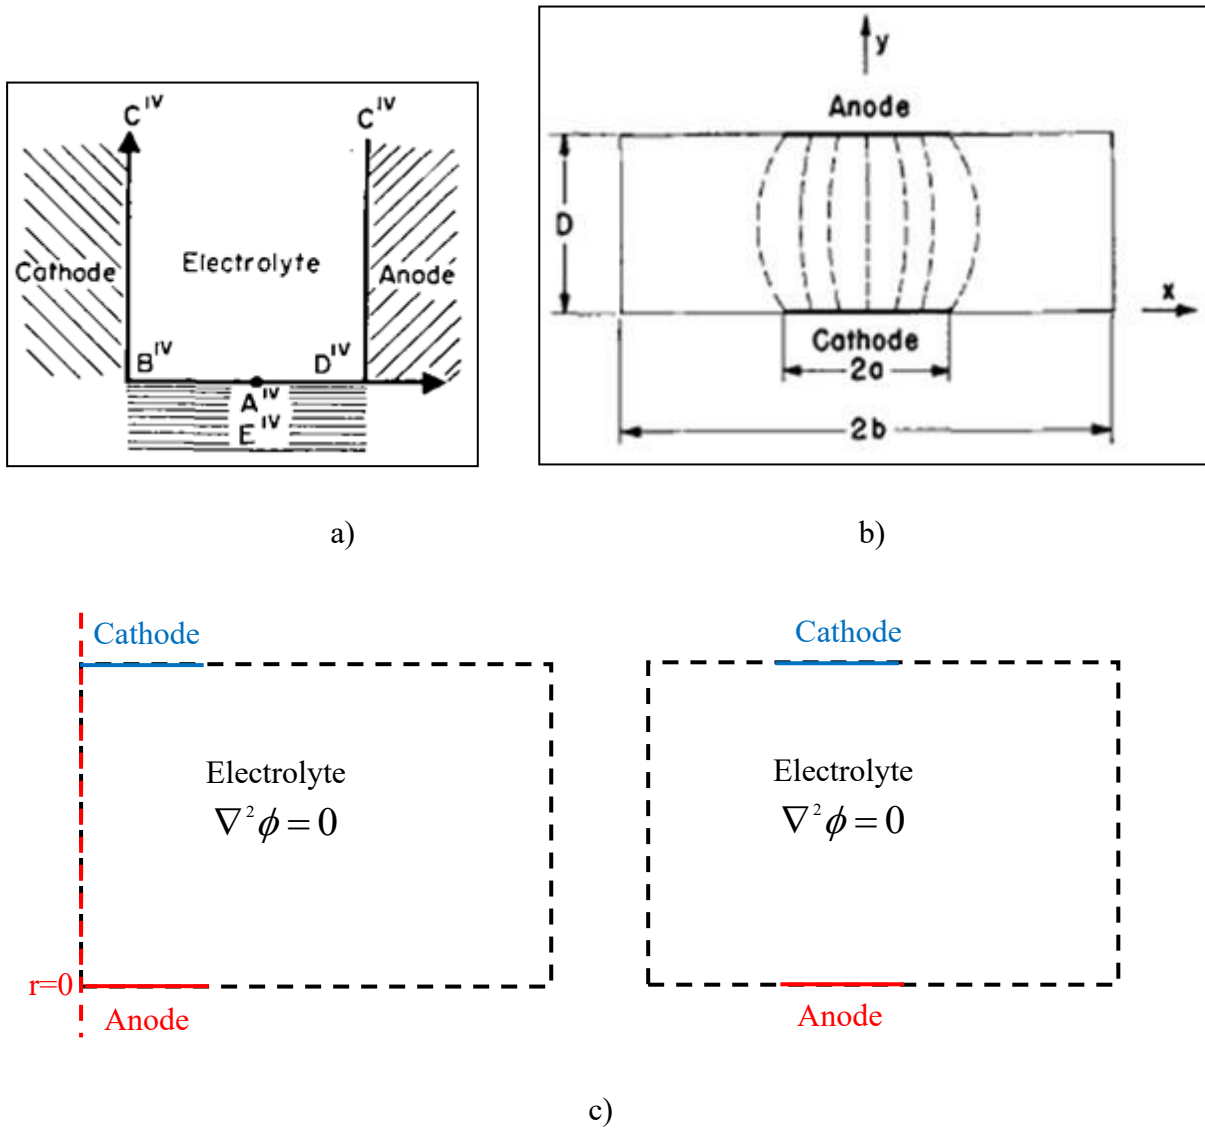 C^IV C^IV
Cathode Electrolyte Anode
B^IV D^IV
A^IV
E^IV
a)
y
Anode
D
x
Cathode
2a
2b
b)
Cathode
Electrolyte
∇²ϕ=0
r=0
Anode
Cathode
Electrolyte
∇²ϕ=0
Anode
c)